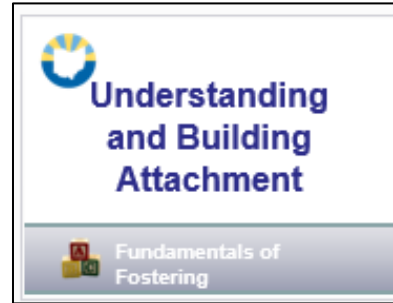 Understanding
and Building
Attachment
Fundamentals of
Fostering